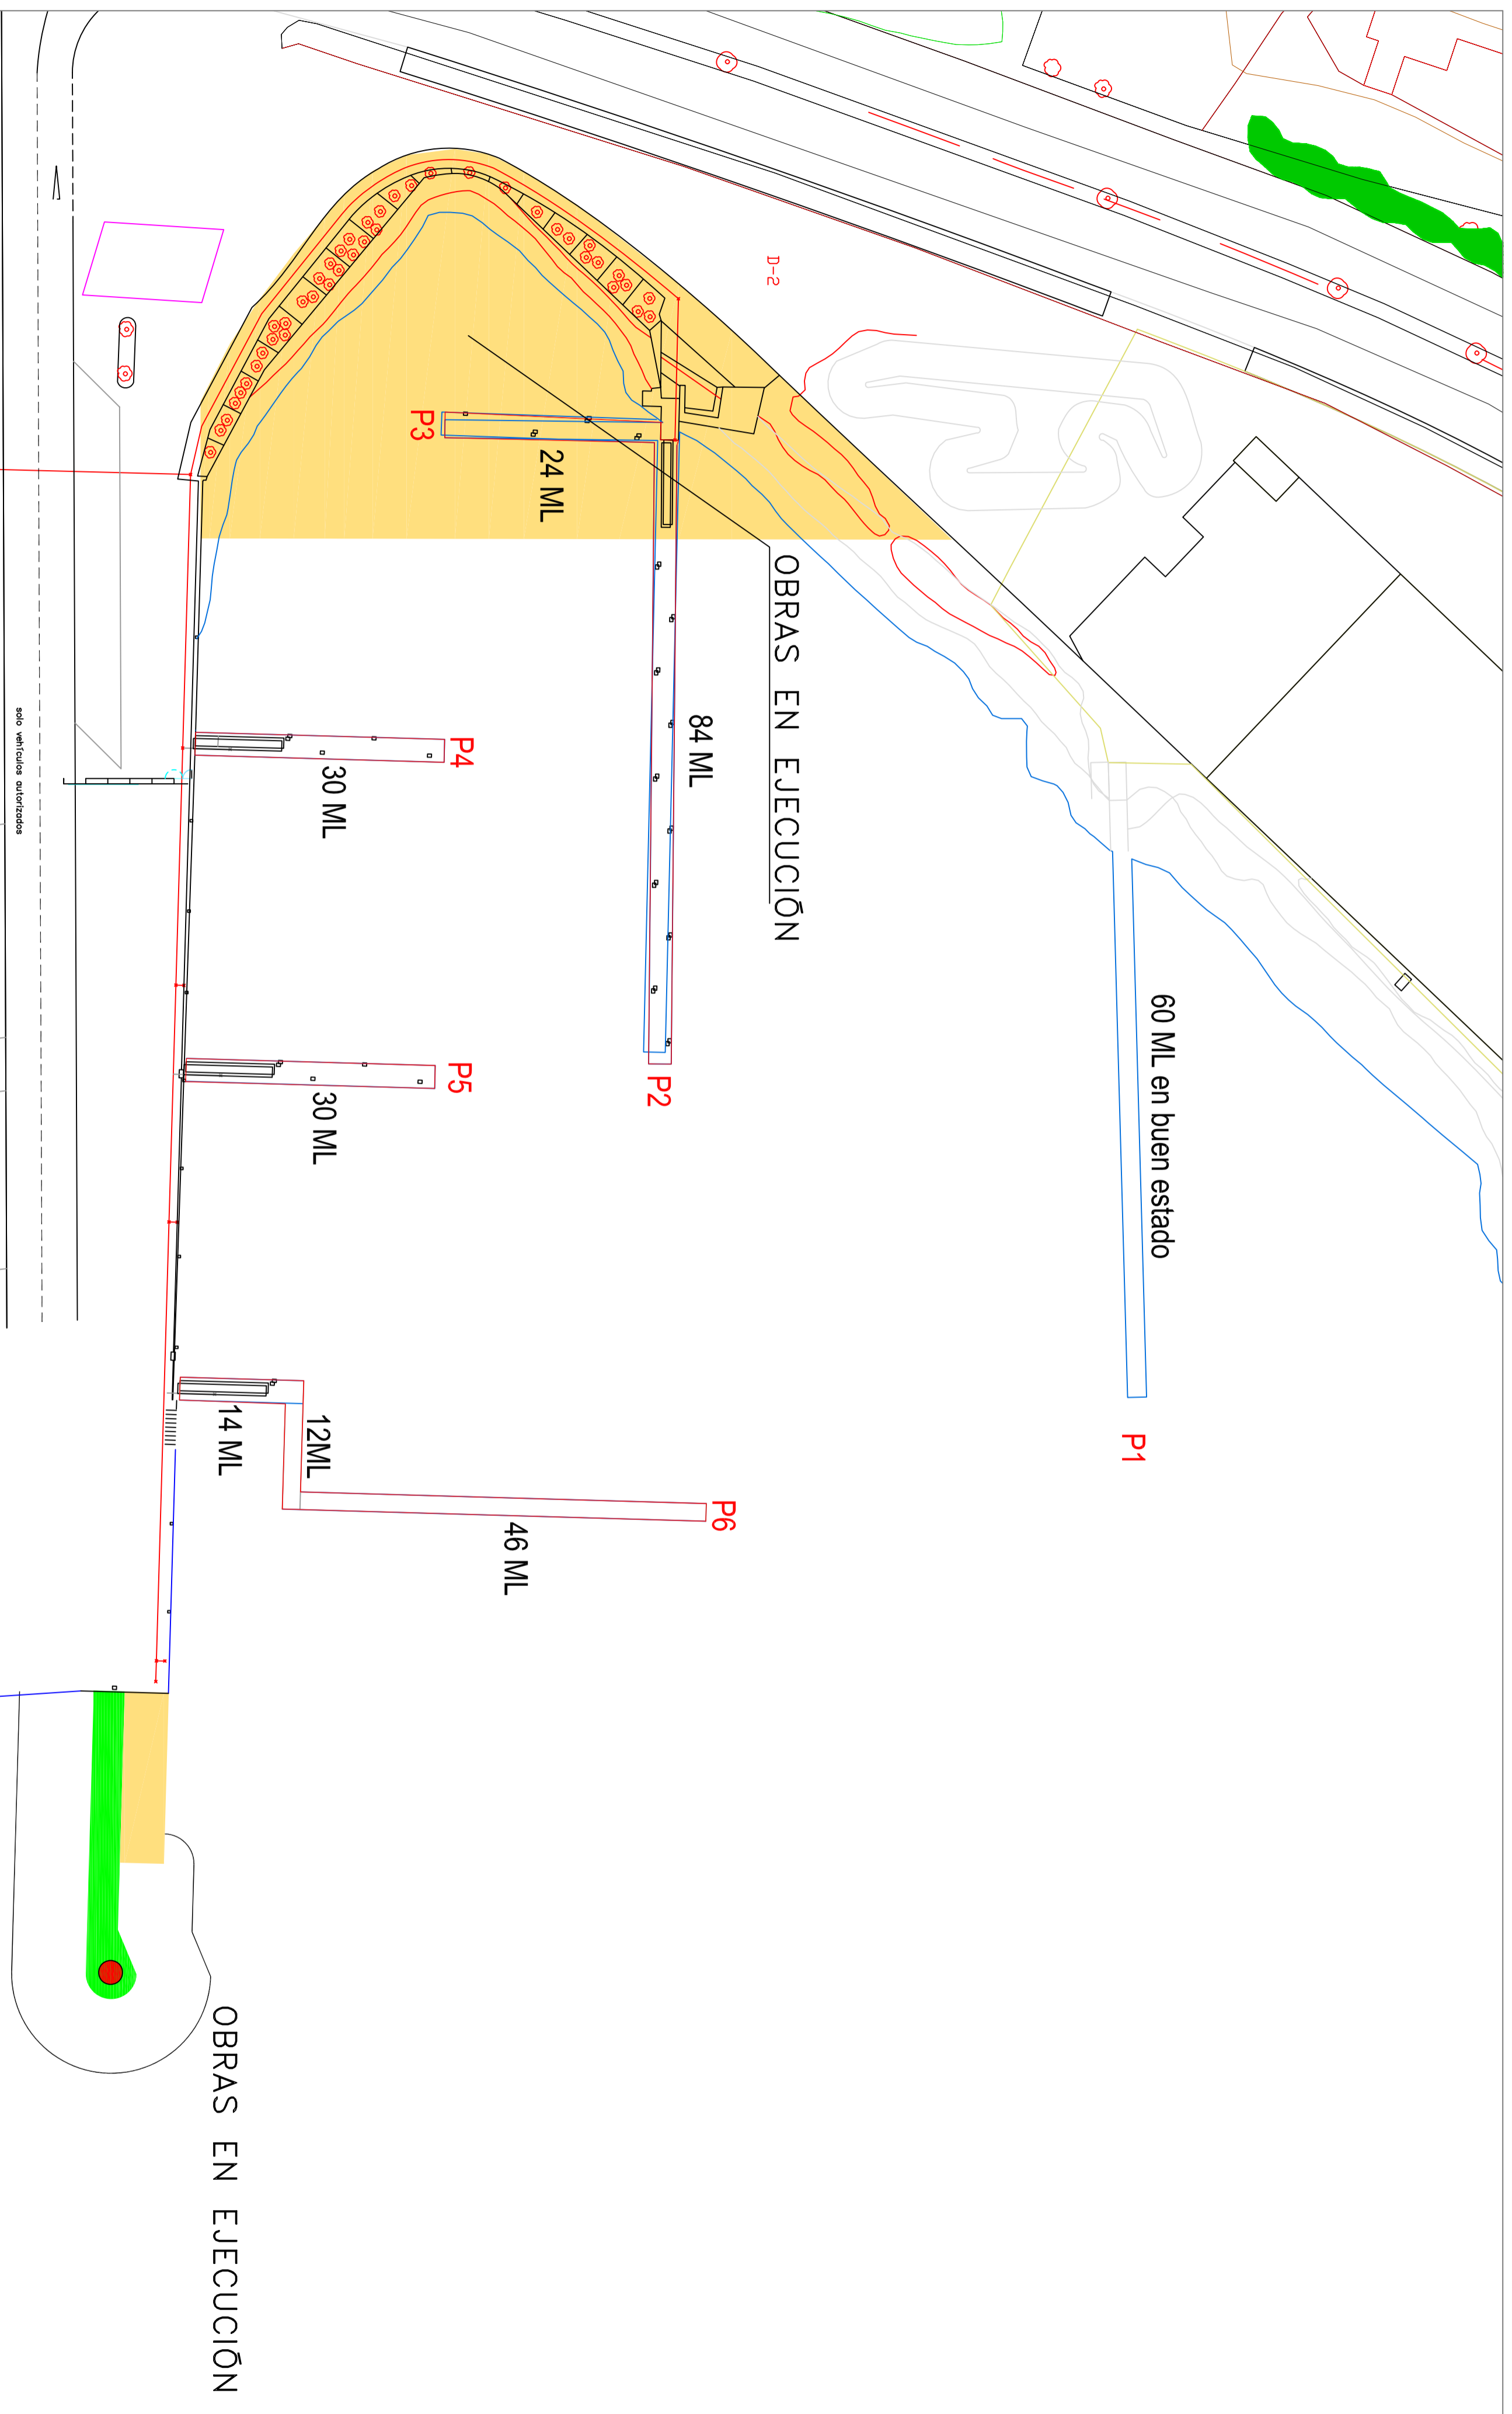 D-2
P3
24 ML
OBRAS EN EJECUCIÓN
84 ML
P2
60 ML en buen estado
P1
P4
30 ML
P5
30 ML
14 ML
12ML
46 ML
P6
solo vehículos autorizados
OBRAS EN EJECUCIÓN